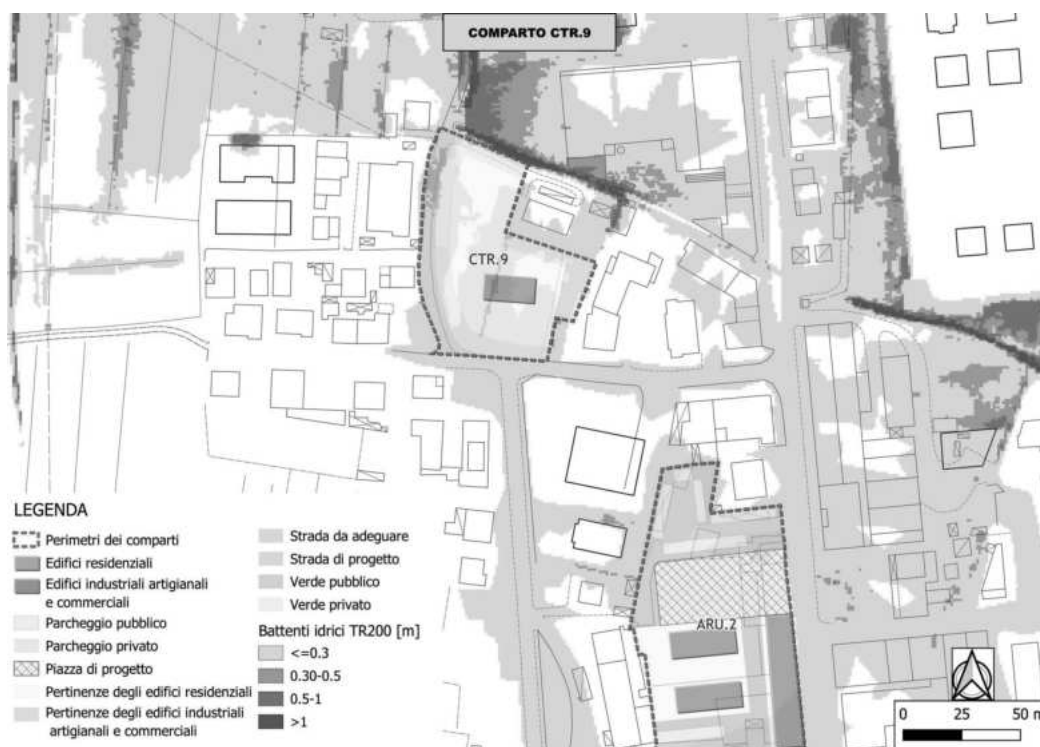 COMPARTO CTR.9
CTR.9
ARU.2
LEGENDA
Perimetri dei comparti
Edifici residenziali
Edifici industriali artigianali
e commerciali
Parcheggio pubblico
Parcheggio privato
Piazza di progetto
Pertinenze degli edifici residenziali
Pertinenze degli edifici industriali
artigianali e commerciali
Strada da adeguare
Strada di progetto
Verde pubblico
Verde privato
Battenti idrici TR200 [m]
<=0.3
0.30-0.5
0.5-1
>1
0 25 50 m